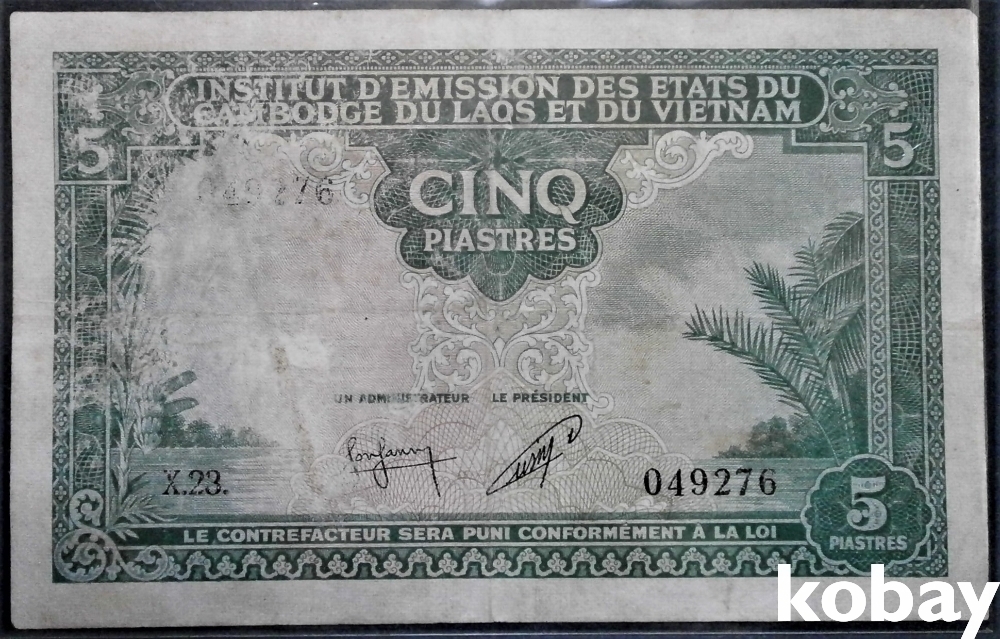 INSTITUT D'EMISSION DES ETATS DU
CAMBODGE DU LAOS ET DU VIETNAM
5
5
049276
CINQ
PIASTRES
UN ADMINISTRATEUR LE PRÉSIDENT
X.23.
049276
5
PIASTRES
LE CONTREFACTEUR SERA PUNI CONFORMÉMENT À LA LOI
kobay